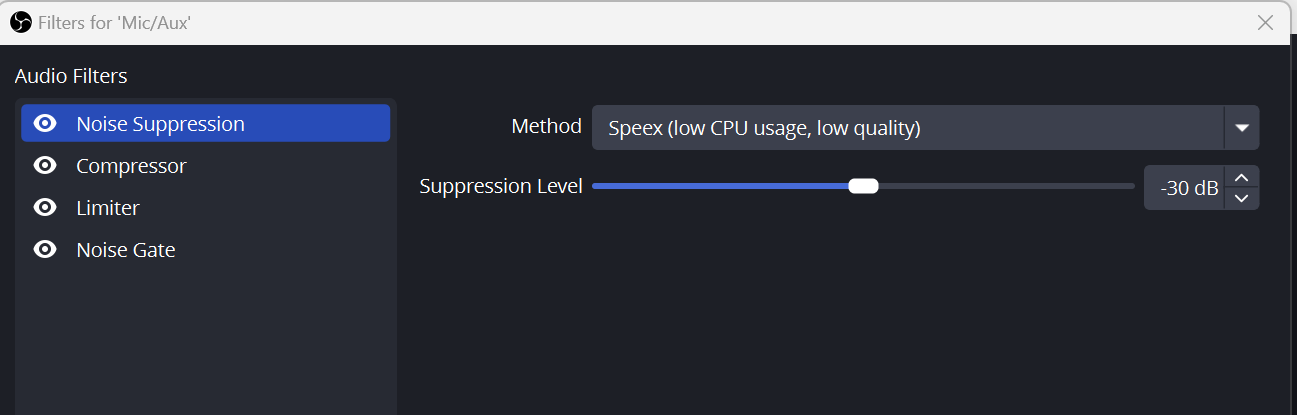 Filters for 'Mic/Aux'
Audio Filters
Noise Suppression
Compressor
Limiter
Noise Gate
Method
Speex (low CPU usage, low quality)
Suppression Level
-30 dB